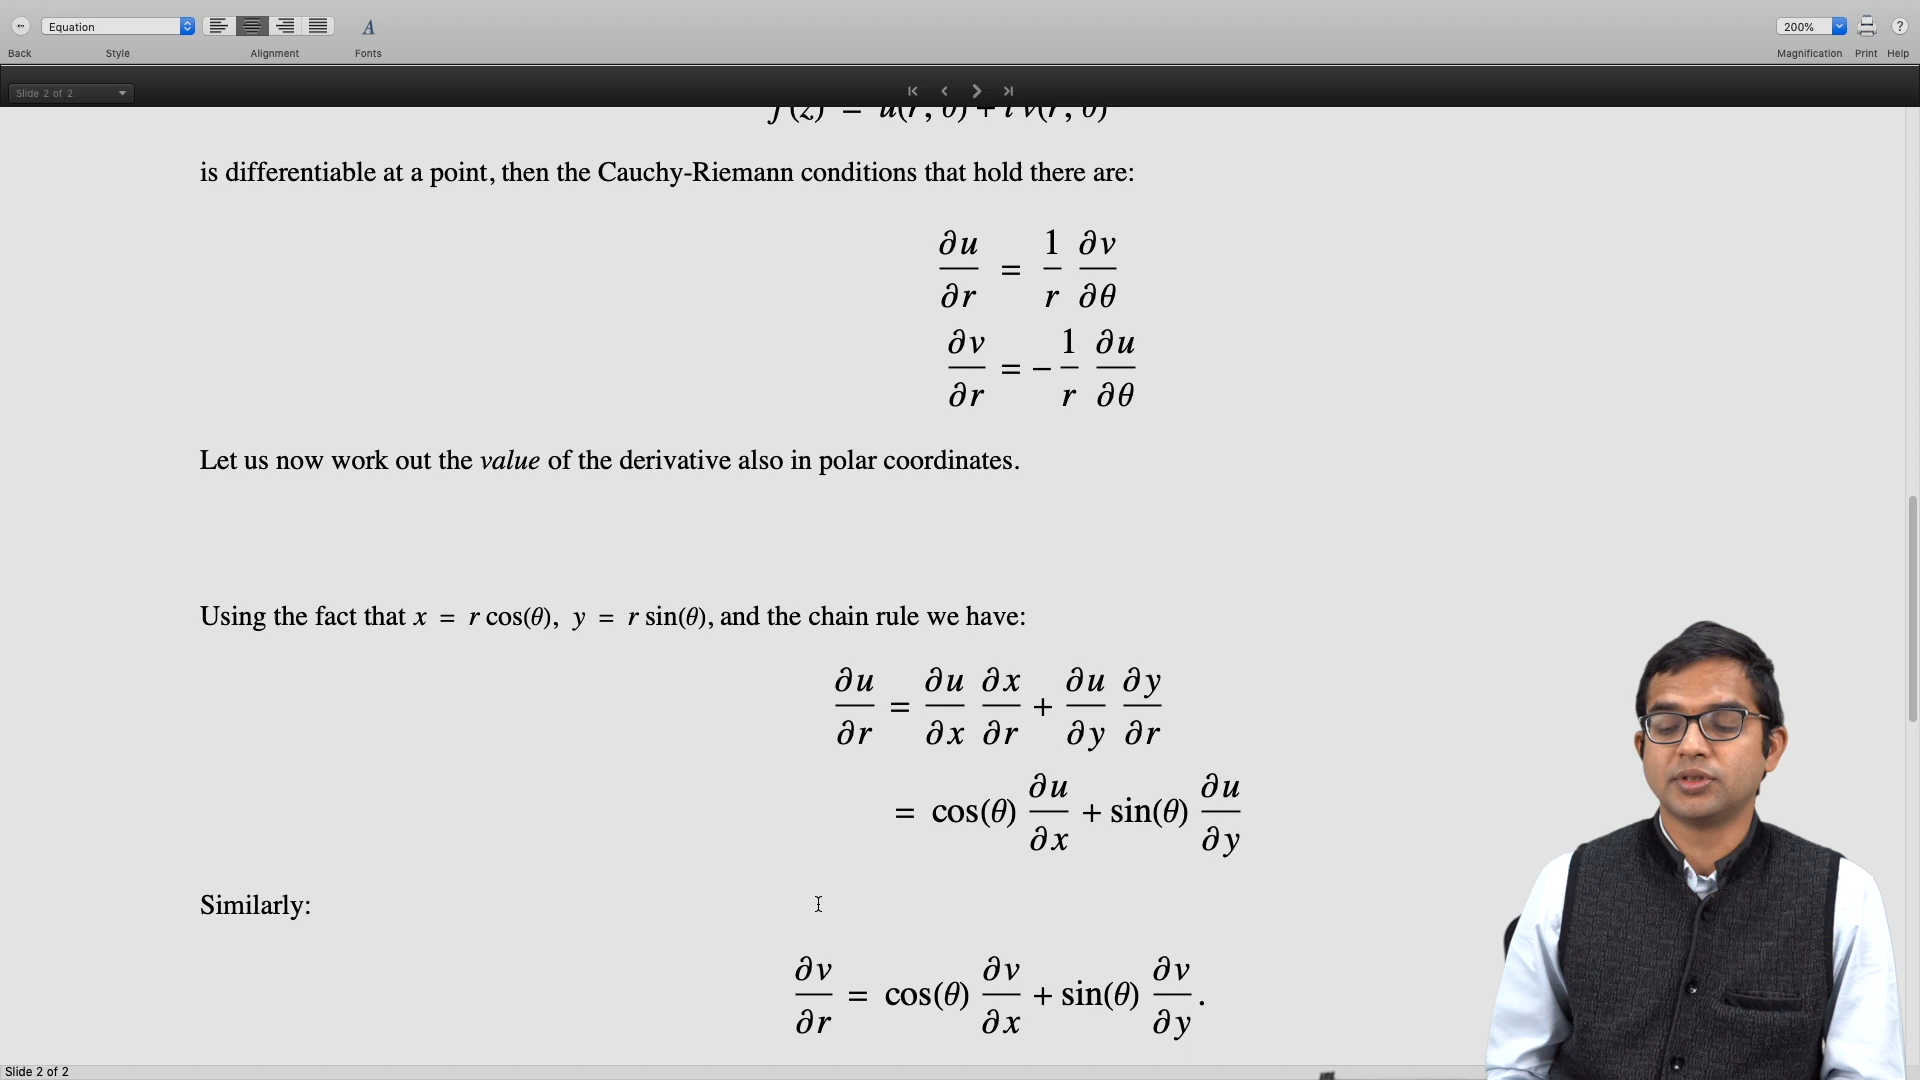 Equation
200%
Back Style Alignment Fonts Magnification Print Help
Slide 2 of 2
f(z) = u(r, θ) + i v(r, θ)
is differentiable at a point, then the Cauchy-Riemann conditions that hold there are:
∂u/∂r = 1/r ∂v/∂θ
∂v/∂r = − 1/r ∂u/∂θ
Let us now work out the value of the derivative also in polar coordinates.
Using the fact that x = r cos(θ), y = r sin(θ), and the chain rule we have:
∂u/∂r = ∂u/∂x ∂x/∂r + ∂u/∂y ∂y/∂r
= cos(θ) ∂u/∂x + sin(θ) ∂u/∂y
Similarly:
∂v/∂r = cos(θ) ∂v/∂x + sin(θ) ∂v/∂y.
Slide 2 of 2